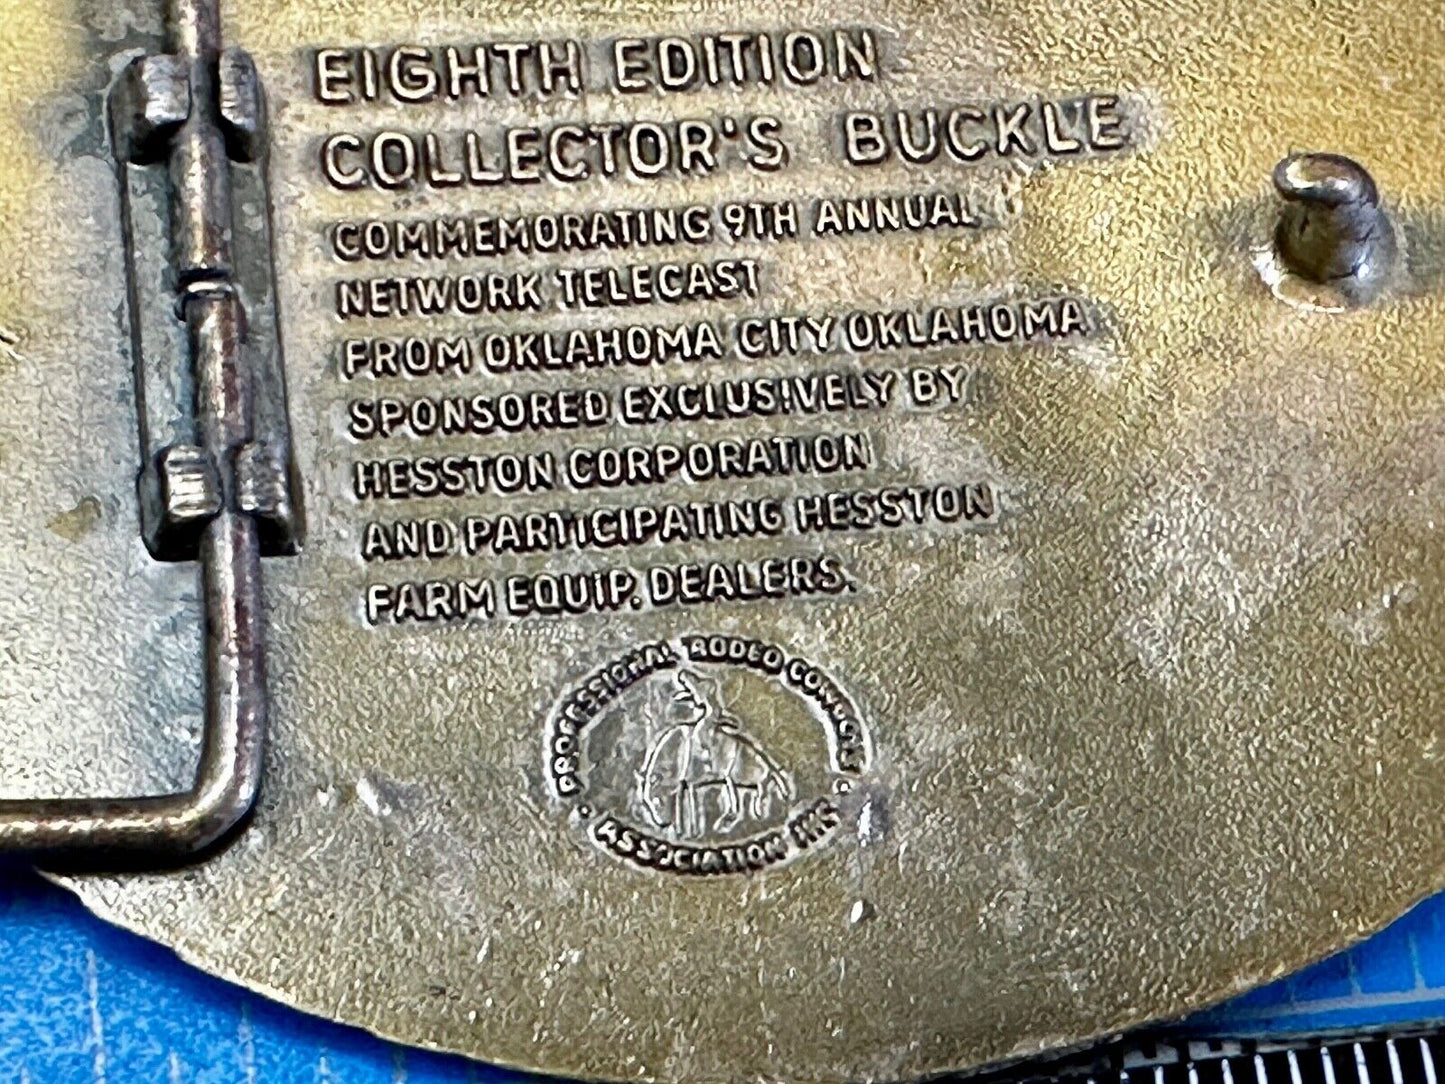 EIGHTH EDITION
COLLECTOR'S BUCKLE
COMMEMORATING 9TH ANNUAL
NETWORK TELECAST
FROM OKLAHOMA CITY OKLAHOMA
SPONSORED EXCLUSIVELY BY
HESSTON CORPORATION
AND PARTICIPATING HESSTON
FARM EQUIP. DEALERS.
PROFESSIONAL RODEO COWBOYS
ASSOCIATION INC